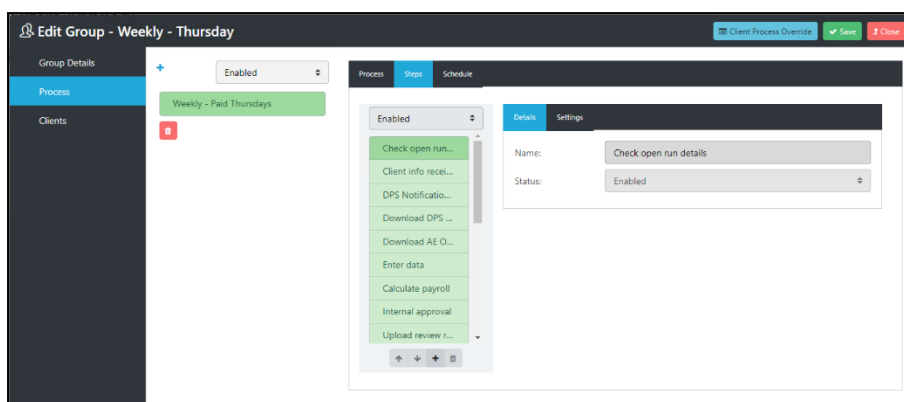 Edit Group - Weekly - Thursday
Client Process Override
Save
Close
Group Details
Process
Clients
Enabled
Weekly - Paid Thursdays
Process Steps Schedule
Enabled
Check open run...
Client info recei...
DPS Notificatio...
Download DPS ...
Download AE O...
Enter data
Calculate payroll
Internal approval
Upload review r...
Details Settings
Name: Check open run details
Status: Enabled